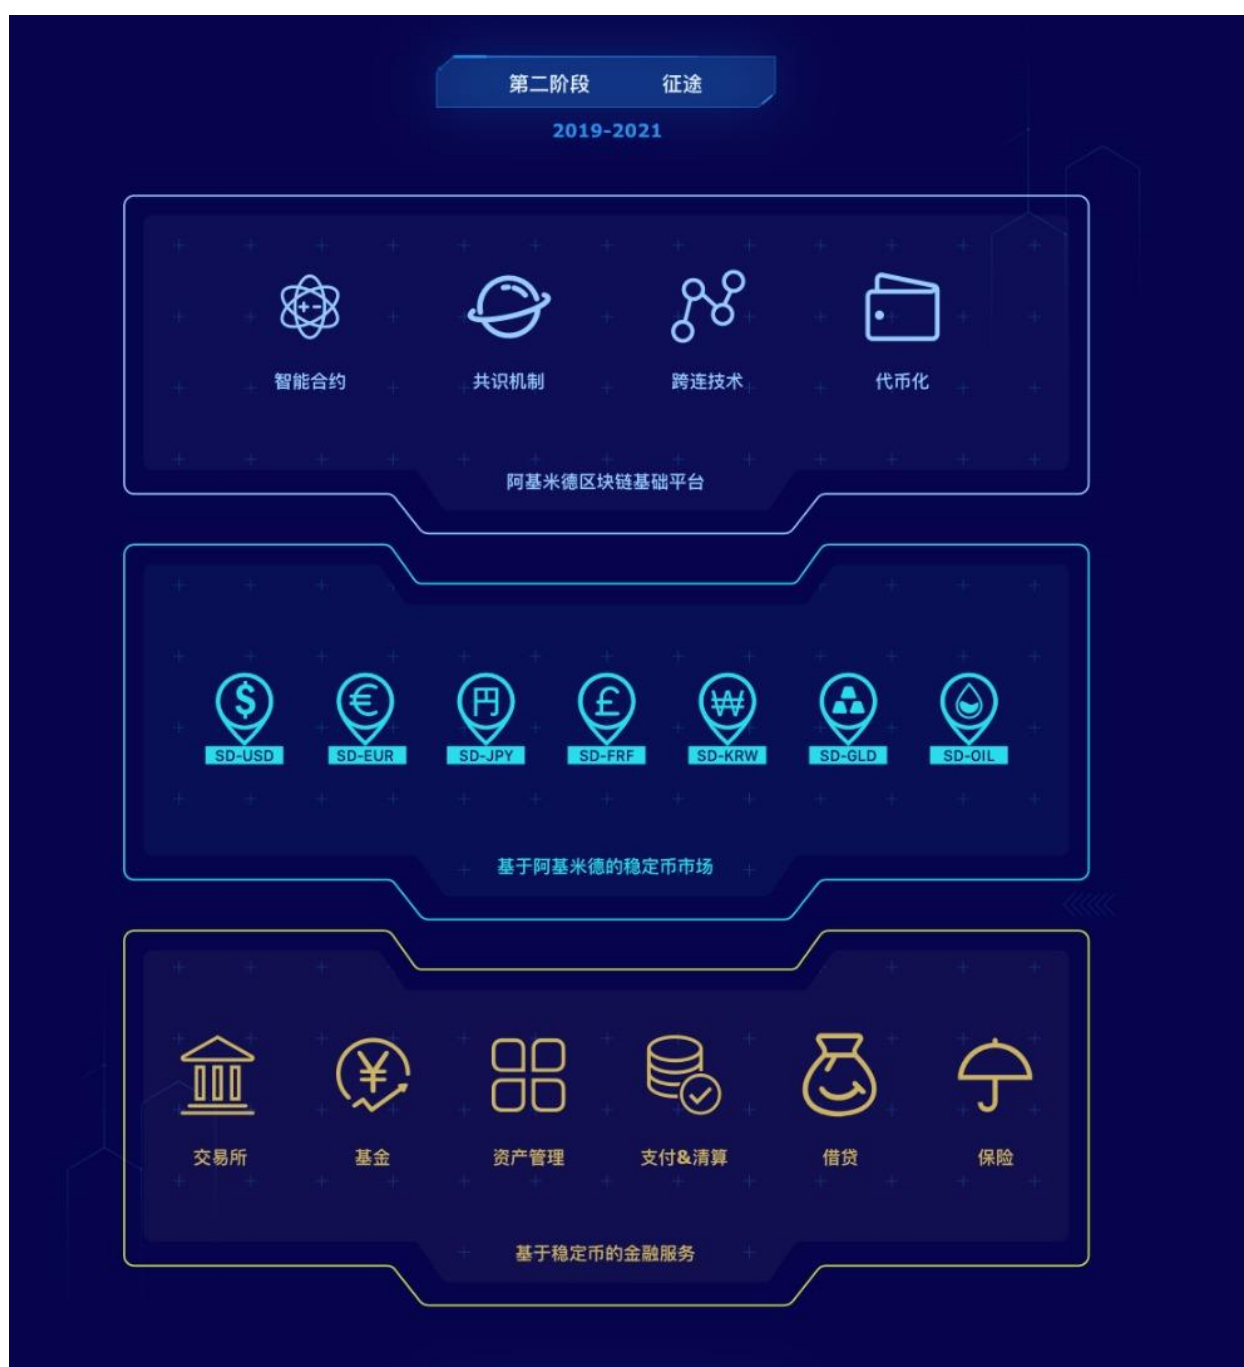 第二阶段 征途
2019-2021
智能合约 共识机制 跨连技术 代币化
阿基米德区块链基础平台
$ € 円 £ ₩
SD-USD SD-EUR SD-JPY SD-FRF SD-KRW SD-GLD SD-OIL
基于阿基米德的稳定币市场
¥
交易所 基金 资产管理 支付&清算 借贷 保险
基于稳定币的金融服务